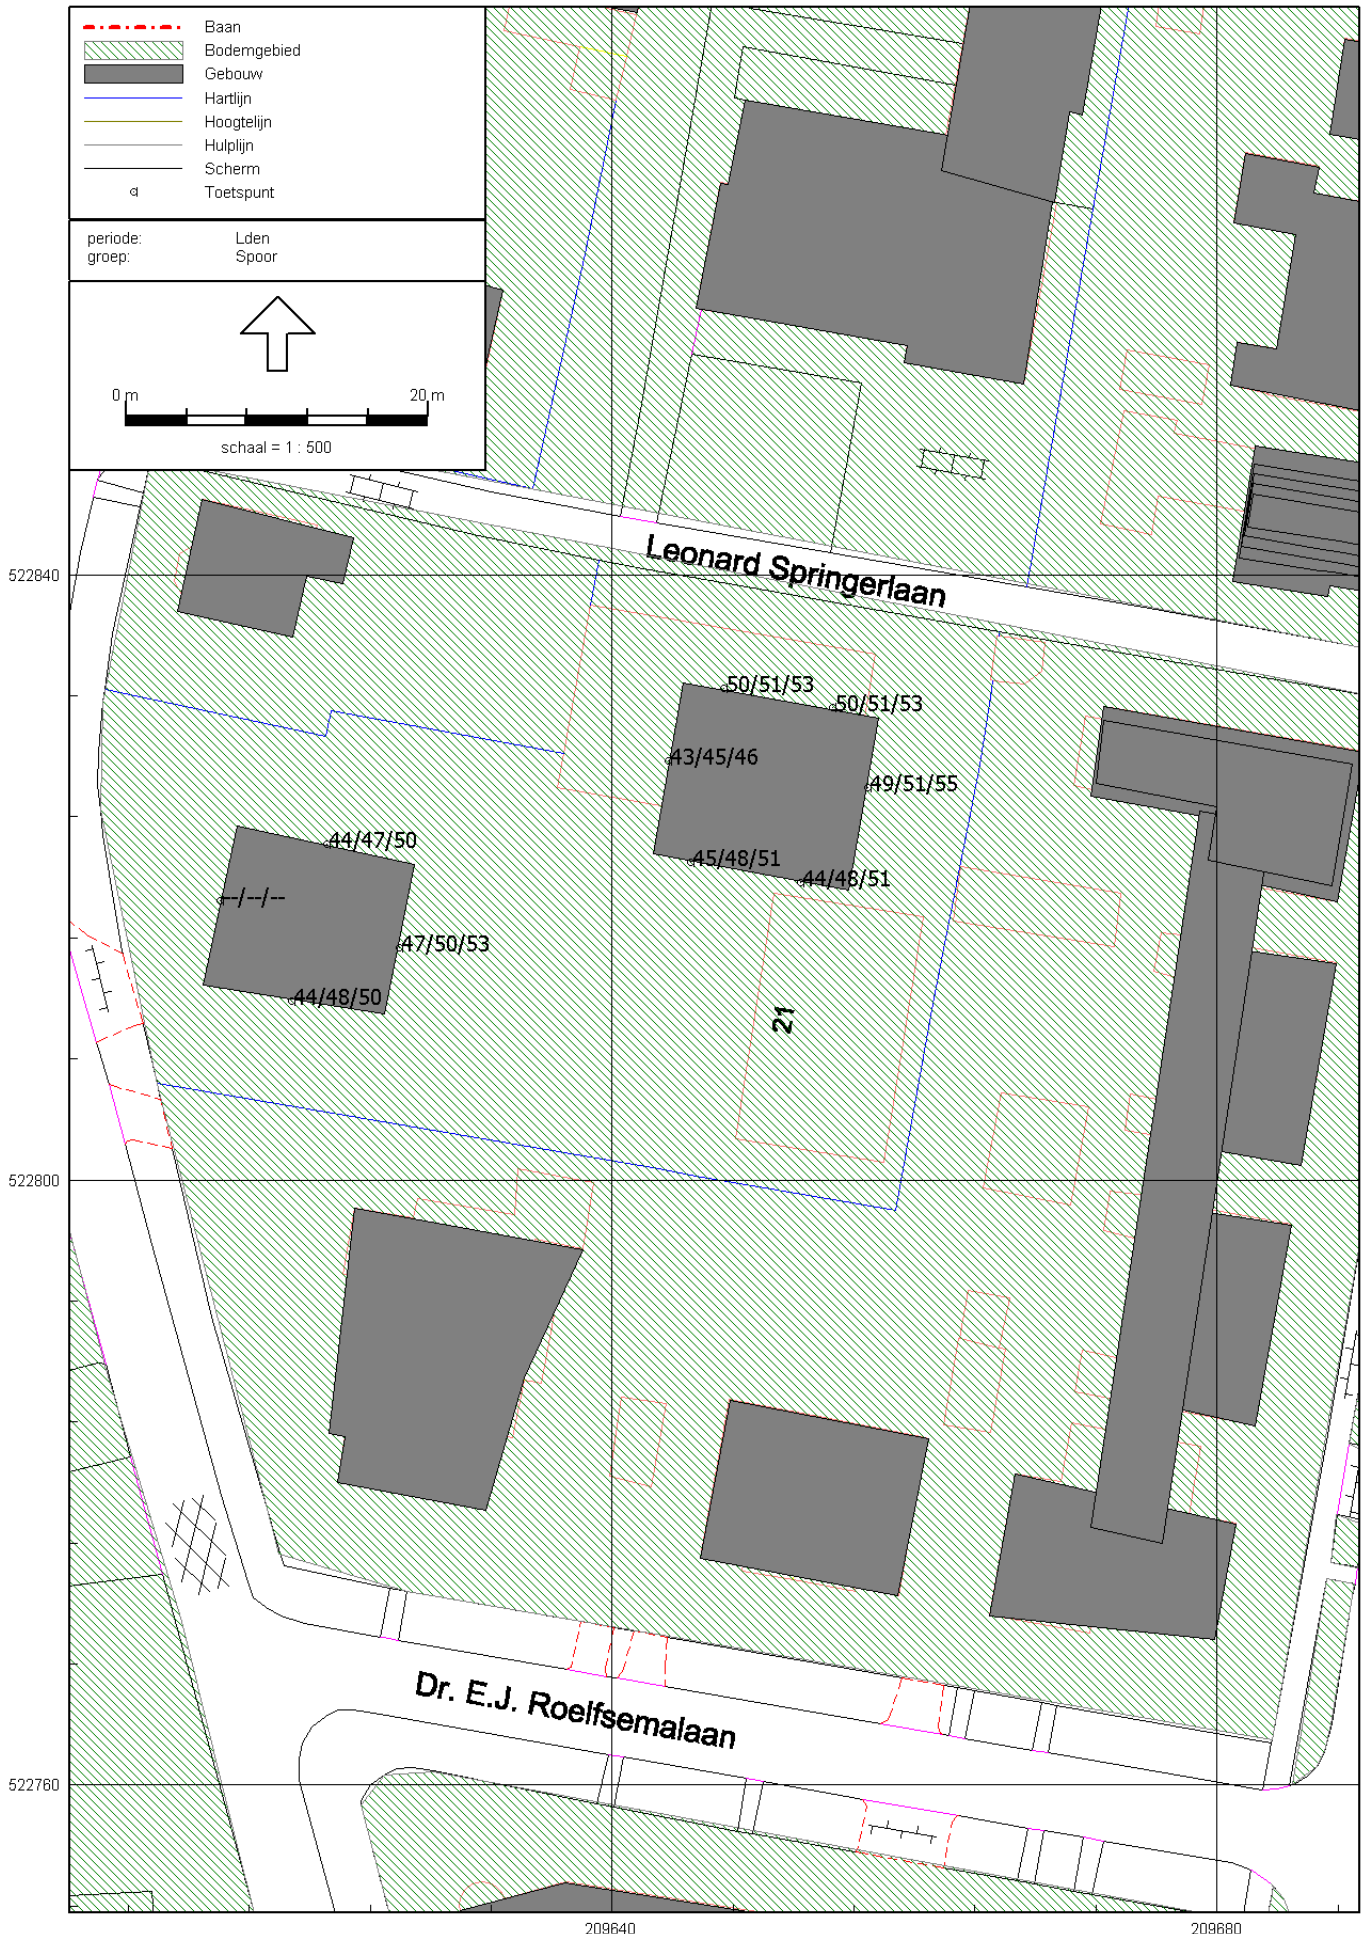 Baan
Bodemgebied
Gebouw
Hartlijn
Hoogtelijn
Hulplijn
Scherm
Toetspunt
periode: Lden
groep: Spoor
0 m 20 m
schaal = 1 : 500
Leonard Springerlaan
522840
50/51/53
50/51/53
43/45/46
49/51/55
44/47/50
45/48/51
44/48/51
--/--/--
47/50/53
44/48/50
21
522800
Dr. E.J. Roelfsemalaan
522760
209640 209680